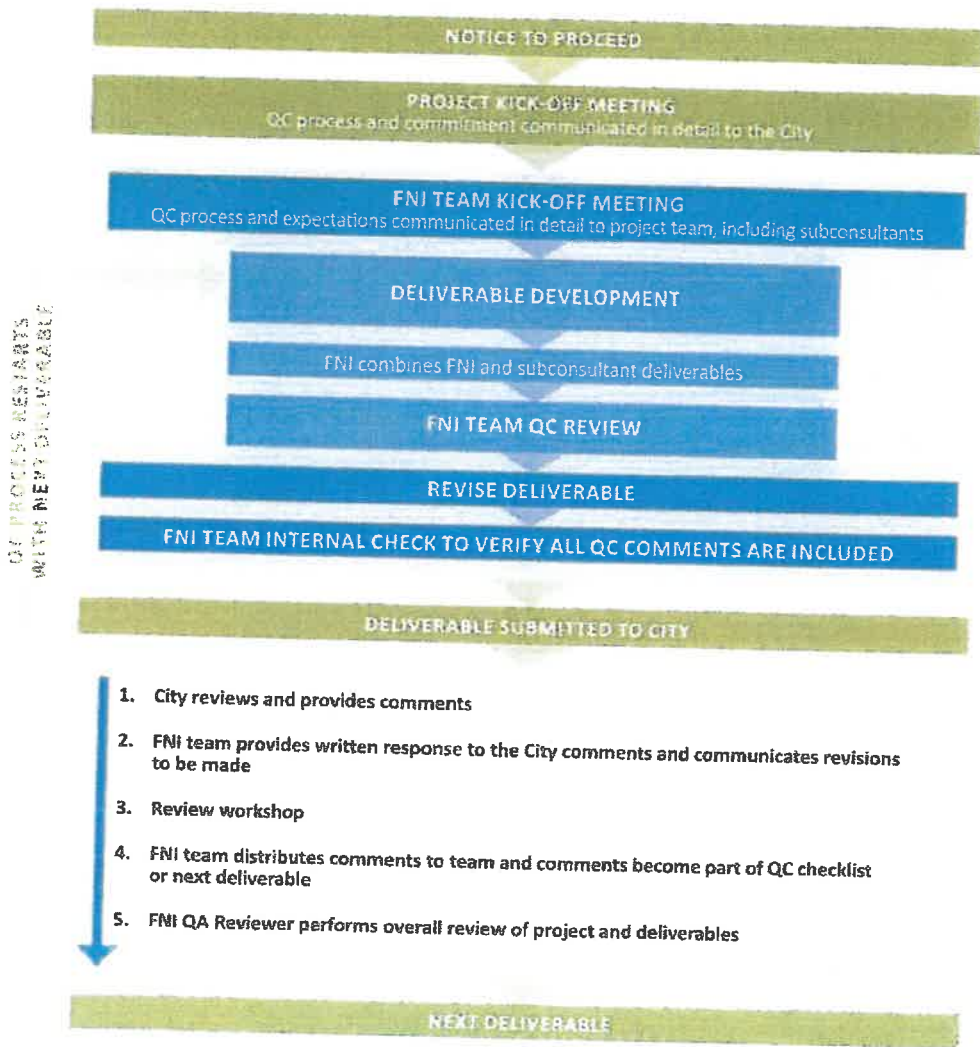 NOTICE TO PROCEED
PROJECT KICK-OFF MEETING
QC process and commitment communicated in detail to the City
FNI TEAM KICK-OFF MEETING
QC process and expectations communicated in detail to project team, including subconsultants
DELIVERABLE DEVELOPMENT
FNI combines FNI and subconsultant deliverables
FNI TEAM QC REVIEW
REVISE DELIVERABLE
FNI TEAM INTERNAL CHECK TO VERIFY ALL QC COMMENTS ARE INCLUDED
QC PROCESS RESTARTS
WITH NEXT DELIVERABLE
DELIVERABLE SUBMITTED TO CITY
1. City reviews and provides comments
2. FNI team provides written response to the City comments and communicates revisions
to be made
3. Review workshop
4. FNI team distributes comments to team and comments become part of QC checklist
or next deliverable
5. FNI QA Reviewer performs overall review of project and deliverables
NEXT DELIVERABLE